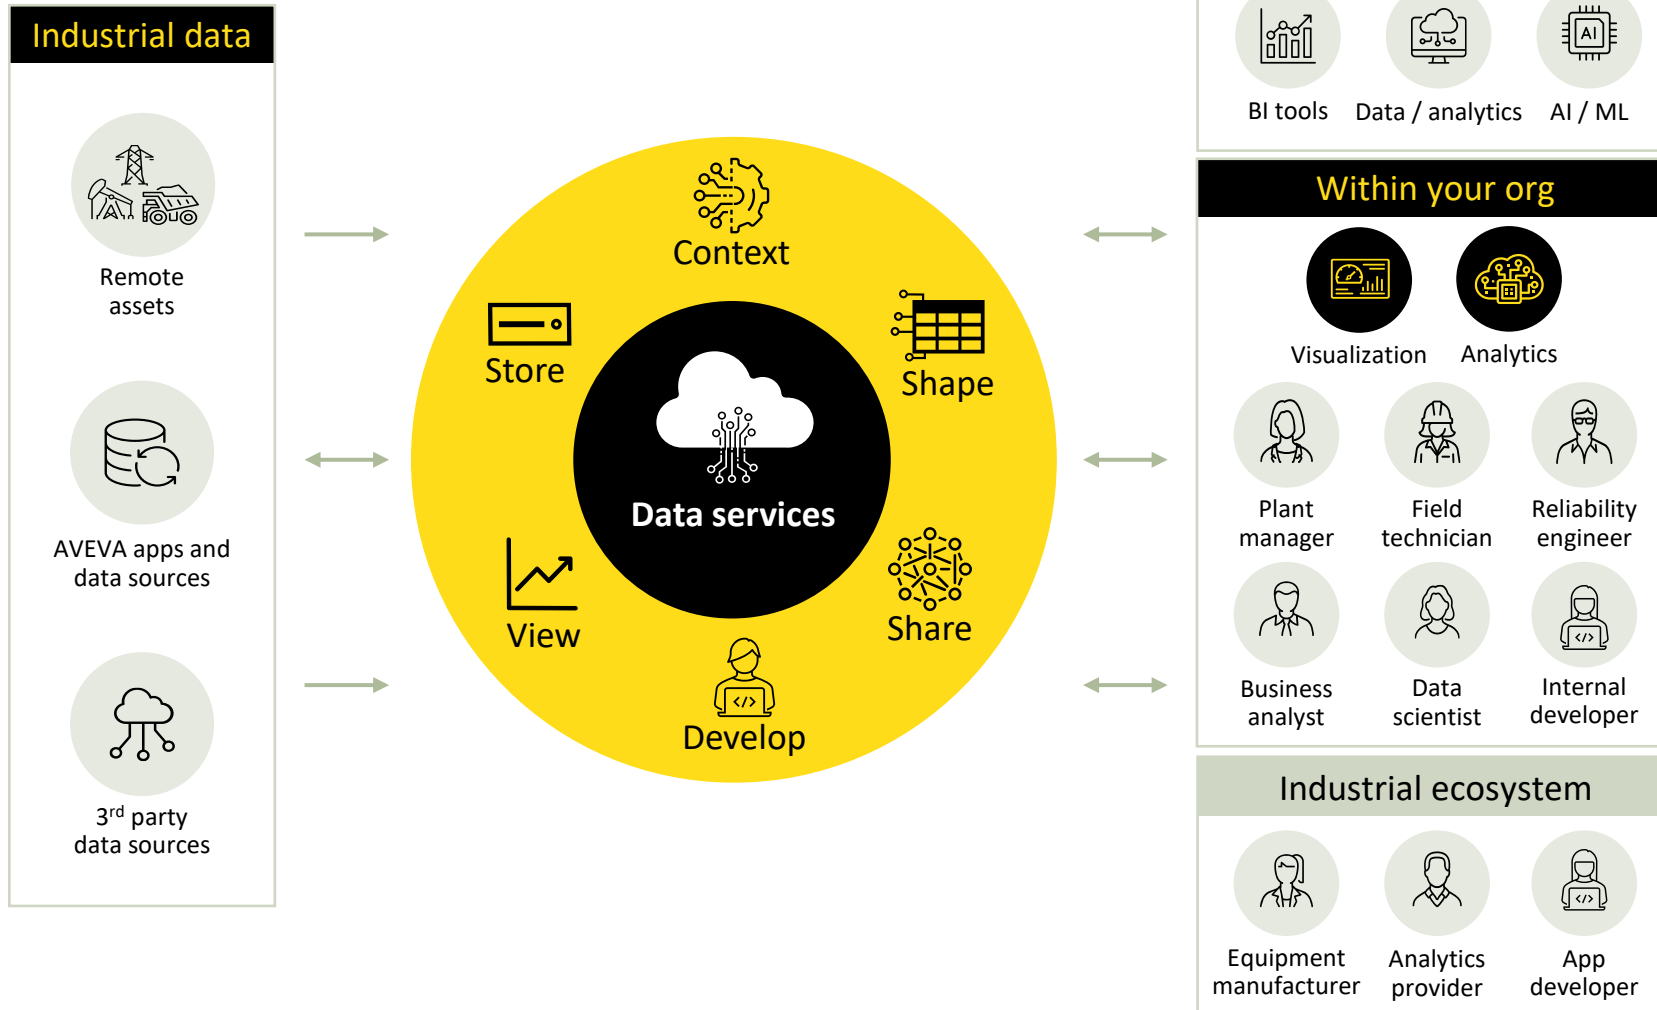 Industrial data
Remote
assets
AVEVA apps and
data sources
3rd party
data sources
Context
Store
Shape
Data services
View
Share
</>
Develop
AI
BI tools
Data / analytics
AI / ML
Within your org
Visualization
Analytics
Plant
manager
Field
technician
Reliability
engineer
Business
analyst
Data
scientist
</>
Internal
developer
Industrial ecosystem
Equipment
manufacturer
Analytics
provider
</>
App
developer